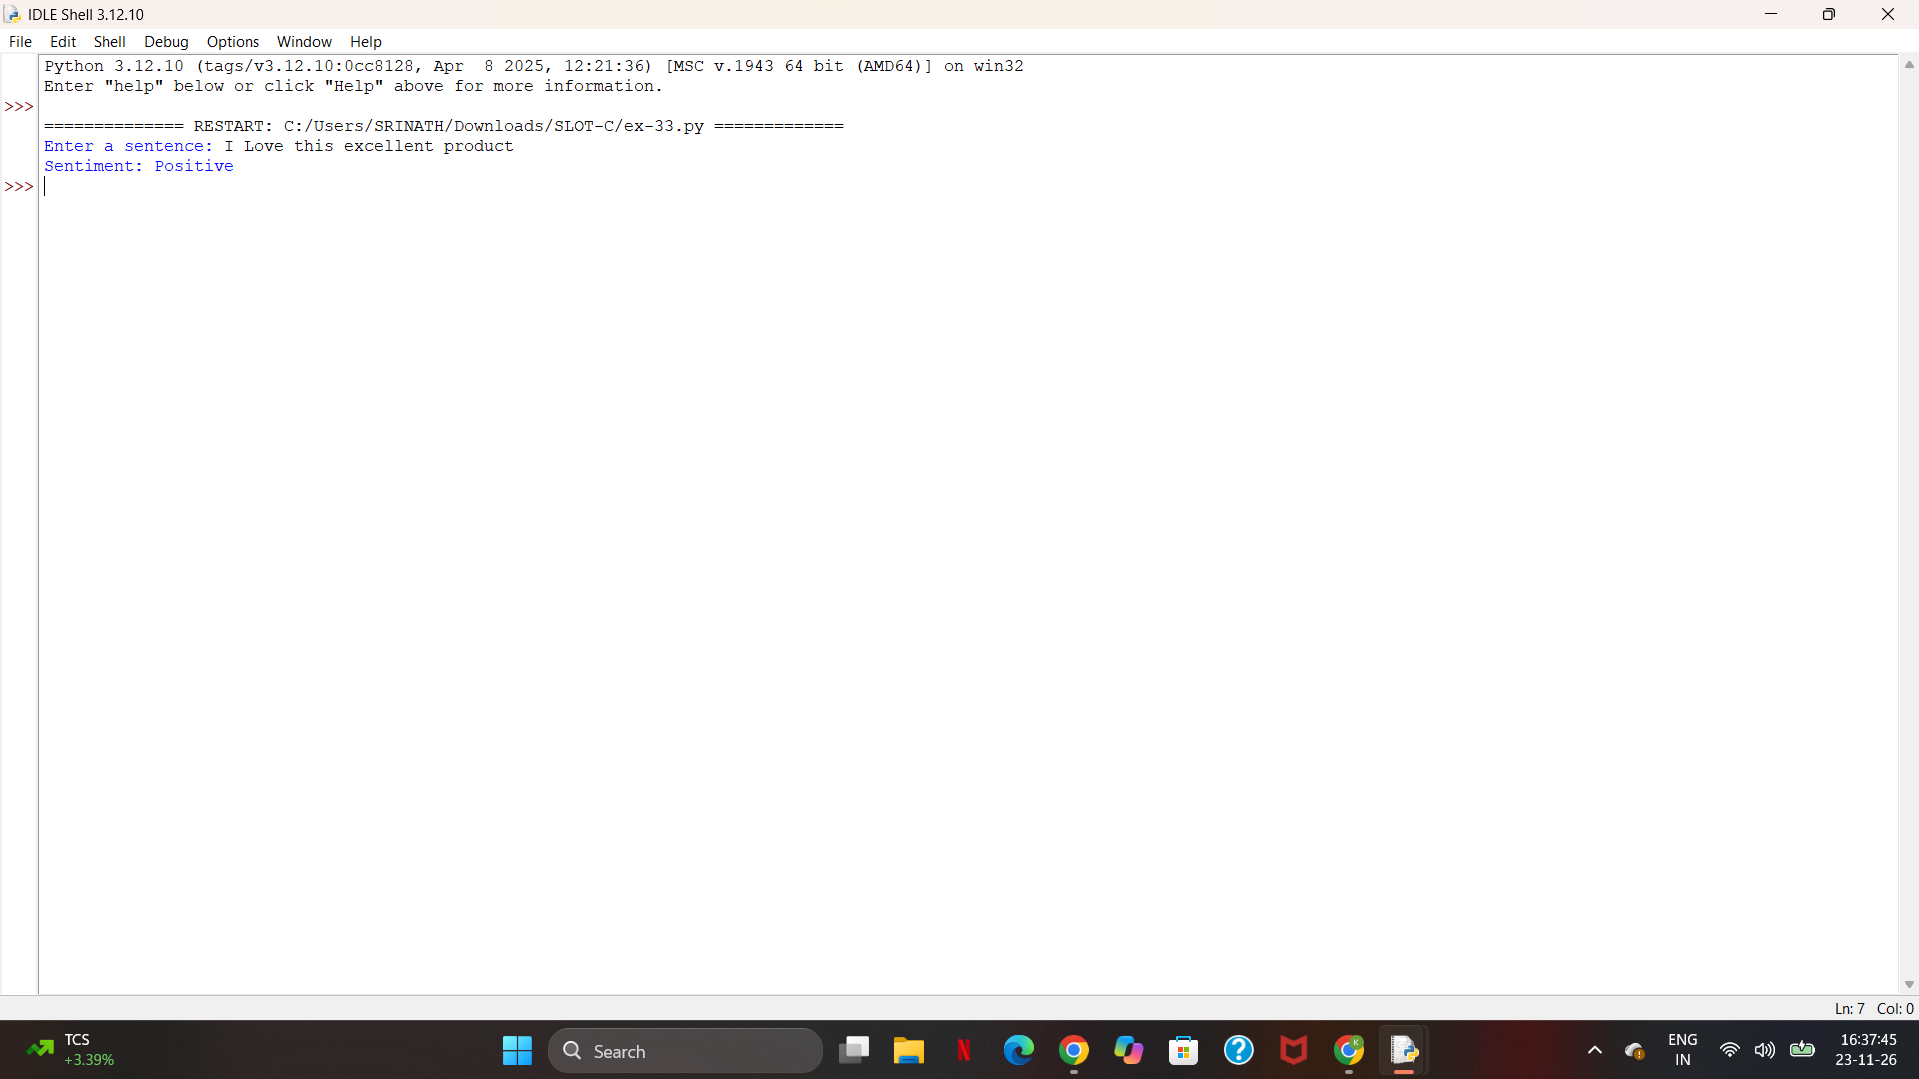 IDLE Shell 3.12.10
File Edit Shell Debug Options Window Help
Python 3.12.10 (tags/v3.12.10:0cc8128, Apr  8 2025, 12:21:36) [MSC v.1943 64 bit (AMD64)] on win32
Enter "help" below or click "Help" above for more information.
>>>
============== RESTART: C:/Users/SRINATH/Downloads/SLOT-C/ex-33.py =============
Enter a sentence: I Love this excellent product
Sentiment: Positive
>>>
Ln: 7 Col: 0
TCS
+3.39%
Search
N
K
ENG
IN
16:37:45
23-11-26